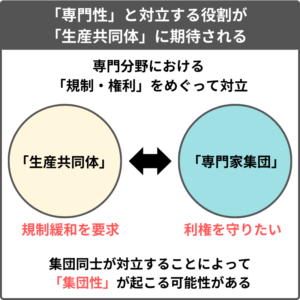 「専門性」と対立する役割が
「生産共同体」に期待される
専門分野における
「規制・権利」をめぐって対立
「生産共同体」
「専門家集団」
規制緩和を要求
利権を守りたい
集団同士が対立することによって
「集団性」が起こる可能性がある